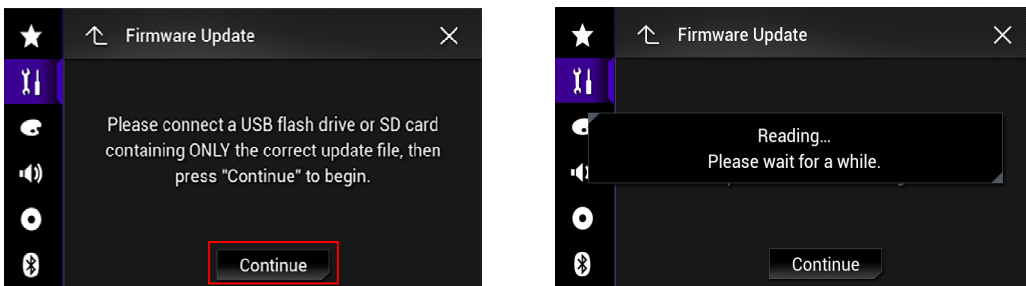 Firmware Update
Please connect a USB flash drive or SD card
containing ONLY the correct update file, then
press "Continue" to begin.
Continue
Firmware Update
Reading...
Please wait for a while.
Continue